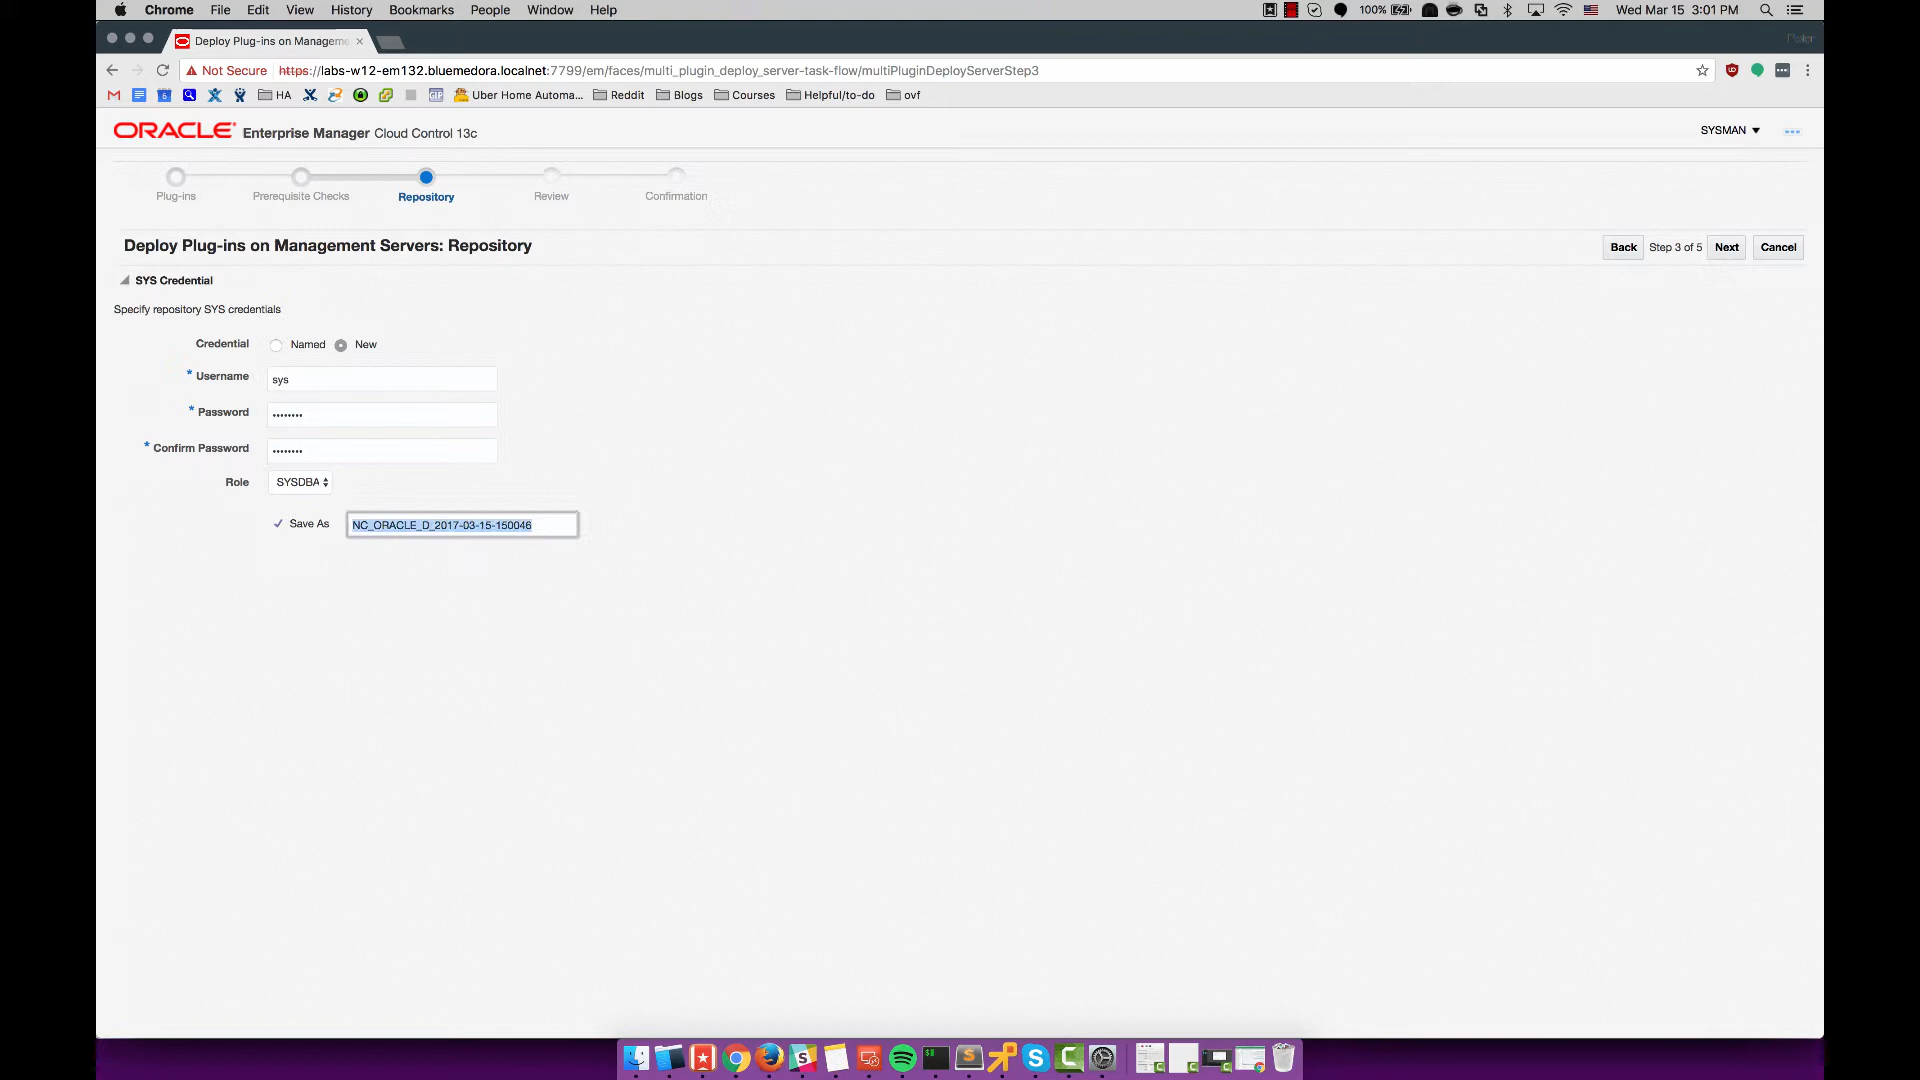 Chrome File Edit View History Bookmarks People Window Help 100% Wed Mar 15 3:01 PM
Deploy Plug-ins on Manageme
Not Secure https://labs-w12-em132.bluemedora.localnet:7799/em/faces/multi_plugin_deploy_server-task-flow/multiPluginDeployServerStep3
HA Uber Home Automa... Reddit Blogs Courses Helpful/to-do ovf
ORACLE Enterprise Manager Cloud Control 13c SYSMAN
Plug-ins Prerequisite Checks Repository Review Confirmation
Deploy Plug-ins on Management Servers: Repository Back Step 3 of 5 Next Cancel
SYS Credential
Specify repository SYS credentials
Credential Named New
* Username sys
* Password ••••••••
* Confirm Password ••••••••
Role SYSDBA
Save As NC_ORACLE_D_2017-03-15-150046